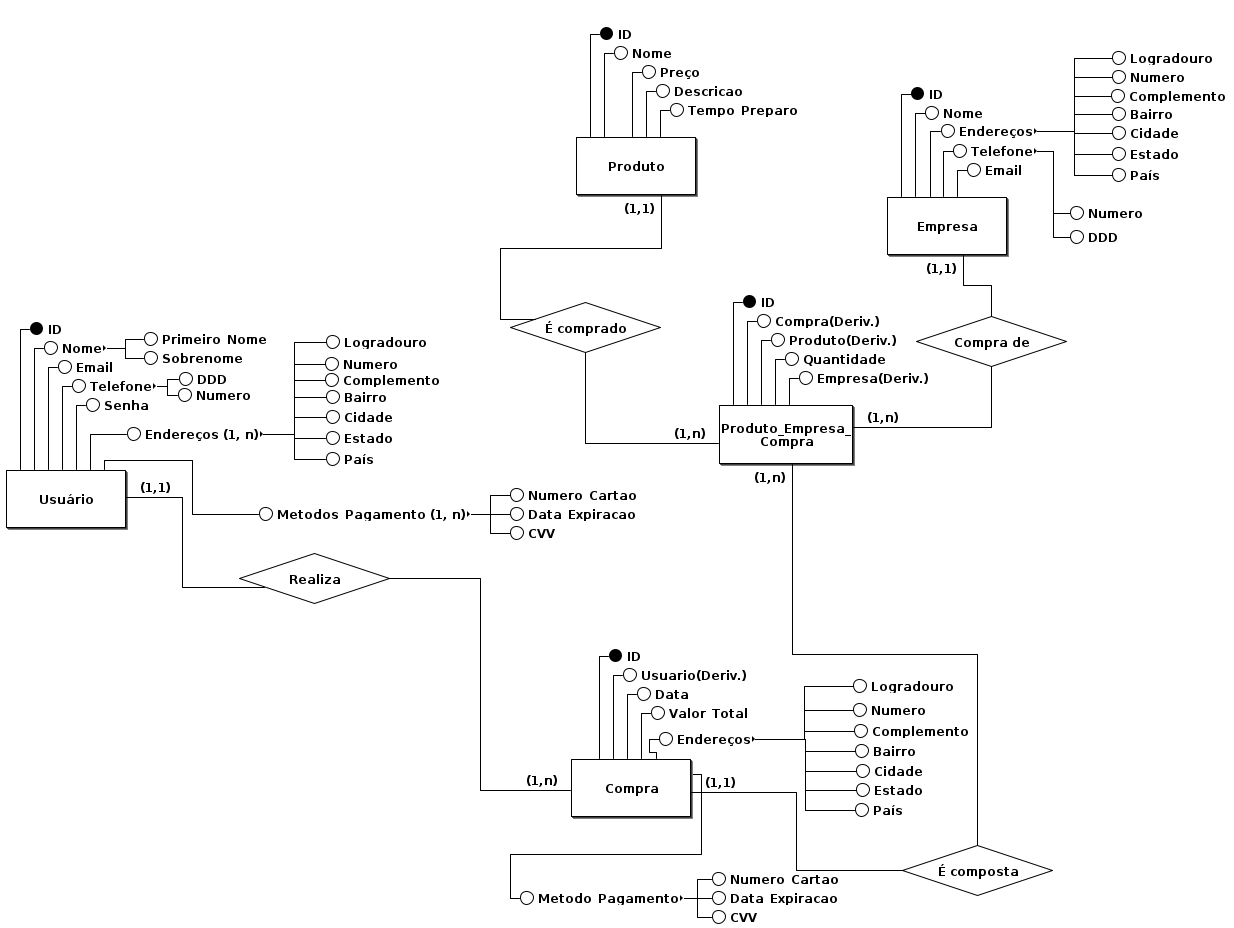 ID
Nome
Preço
Descricao
Tempo Preparo
Produto
(1,1)
ID
Nome
Endereços
Telefone
Email
Logradouro
Numero
Complemento
Bairro
Cidade
Estado
País
Numero
DDD
Empresa
(1,1)
É comprado
Compra de
ID
Compra(Deriv.)
Produto(Deriv.)
Quantidade
Empresa(Deriv.)
Produto_Empresa_
Compra
(1,n)
(1,n)
(1,n)
ID
Nome
Primeiro Nome
Sobrenome
Email
Telefone
DDD
Numero
Senha
Endereços (1, n)
Logradouro
Numero
Complemento
Bairro
Cidade
Estado
País
Usuário
(1,1)
Metodos Pagamento (1, n)
Numero Cartao
Data Expiracao
CVV
Realiza
ID
Usuario(Deriv.)
Data
Valor Total
Endereços
Logradouro
Numero
Complemento
Bairro
Cidade
Estado
País
(1,n)
Compra
(1,1)
É composta
Metodo Pagamento
Numero Cartao
Data Expiracao
CVV